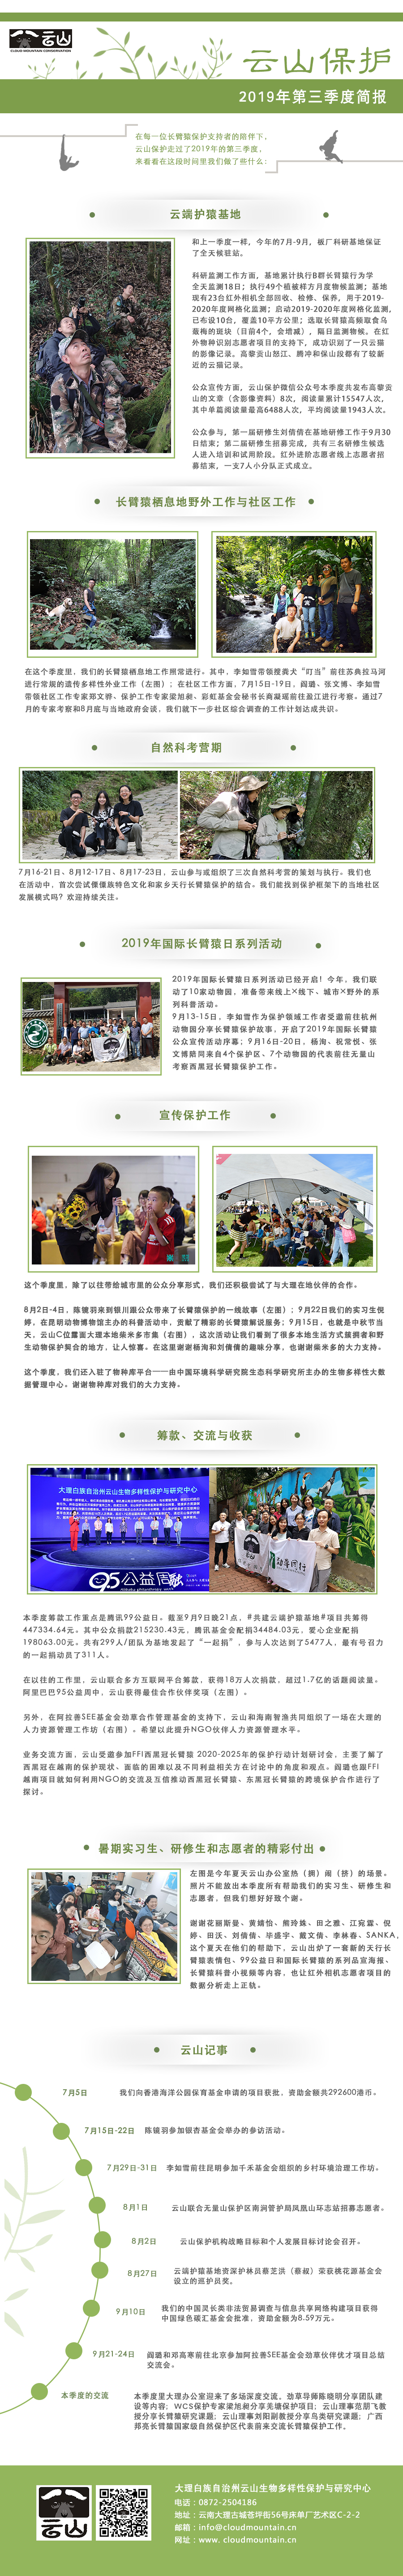 云山
CLOUD MOUNTAIN CONSERVATION
云山保护
2019年第三季度简报
在每一位长臂猿保护支持者的陪伴下，
云山保护走过了2019年的第三季度，
来看看在这段时间里我们做了些什么：
云端护猿基地
和上一季度一样，今年的7月-9月，板厂科研基地保证
了全天候驻站。
科研监测工作方面，基地累计执行B群长臂猿行为学
全天监测18日；执行49个植被样方月度物候监测；基地
现有23台红外相机全部回收、检修、保养，用于2019-
2020年度网格化监测；启动2019-2020年度网格化监测，
已布设10台，覆盖10平方公里；选取长臂猿高频取食乌
蔹梅的斑块（目前4个，会增减），隔日监测物候。在红
外物种识别志愿者项目的支持下，成功识别了一只云猫
的影像记录。高黎贡山怒江、腾冲和保山段都有了较新
近的云猫记录。
公众宣传方面，云山保护微信公众号本季度共发布高黎贡
山的文章（含影像资料）8次，阅读量累计15547人次，
其中单篇阅读量最高6488人次，平均阅读量1943人次。
公众参与，第一届研修生刘倩倩在基地研修工作于9月30
日结束；第二届研修生招募完成，共有三名研修生候选
人进入培训和试用阶段。红外进阶志愿者线上志愿者招
募结束，一支7人小分队正式成立。
长臂猿栖息地野外工作与社区工作
在这个季度里，我们的长臂猿栖息地工作照常进行。其中，李如雪带领搜粪犬“叮当”前往苏典拉马河
进行常规的遗传多样性外业工作（左图）；在社区工作方面，7月15日-19日，阎璐、张文博、李如雪
带领社区工作专家郑文骅、保护工作专家梁旭昶、彩虹基金会秘书长高凝瑶前往盈江进行考察。通过7
月的专家考察和8月底与当地政府会谈，我们就下一步社区综合调查的工作计划达成共识。
自然科考营期
7月16-21日、8月12-17日、8月17-23日，云山参与或组织了三次自然科考营的策划与执行。我们也
在活动中，首次尝试傈僳族特色文化和家乡天行长臂猿保护的结合。我们能找到保护框架下的当地社区
发展模式吗？欢迎持续关注。
2019年国际长臂猿日系列活动
2019年国际长臂猿日系列活动已经开启！今年，我们联
动了10家动物园，准备带来线上×线下、城市×野外的系
列科普活动。
9月13-15日，李如雪作为保护领域工作者受邀前往杭州
动物园分享长臂猿保护故事，开启了2019年国际长臂猿
公众宣传活动序幕；9月16日-20日，杨洵、祝常悦、张
文博陪同来自4个保护区、7个动物园的代表前往无量山
考察西黑冠长臂猿保护工作。
宣传保护工作
这个季度里，除了以往带给城市里的公众分享形式，我们还积极尝试了与大理在地伙伴的合作。
8月2日-4日，陈镜羽来到银川跟公众带来了长臂猿保护的一线故事（左图）；9月22日我们的实习生倪
婷，在昆明动物博物馆主办的科普活动中，贡献了精彩的长臂猿解说服务；9月15日，也就是中秋节当
天，云山C位露面大理本地柴米多市集（右图），这次活动让我们看到了很多本地生活方式簇拥者和野
生动物保护契合的地方，让人惊喜。在这里谢谢杨海和刘倩倩的趣味分享，也谢谢柴米多的大力支持。
这个季度，我们还入驻了物种库平台——由中国环境科学研究院生态科学研究所主办的生物多样性大数
据管理中心。谢谢物种库对我们的大力支持。
筹款、交流与收获
大理白族自治州云山生物多样性保护与研究中心
95公益周
劲草同行
本季度筹款工作重点是腾讯99公益日。截至9月9日晚21点，#共建云端护猿基地#项目共筹得
447334.64元。其中公众捐款215230.43元，腾讯基金会配捐34484.03元，爱心企业配捐
198063.00元。共有299人/团队为基地发起了“一起捐”，参与人次达到了5477人，最有号召力
的一起捐动员了311人。
在以往的工作里，云山联合多方互联网平台筹款，获得18万人次捐款，超过1.7亿的话题阅读量。
阿里巴巴95公益周中，云山获得最佳合作伙伴奖项（左图）。
另外，在阿拉善SEE基金会劲草合作管理基金的支持下，云山和海南智渔共同组织了一场在大理的
人力资源管理工作坊（右图）。希望以此提升NGO伙伴人力资源管理水平。
业务交流方面，云山受邀参加FFI西黑冠长臂猿 2020-2025年的保护行动计划研讨会，主要了解了
西黑冠在越南的保护现状、面临的困难以及不同利益相关方在讨论中的角度和观点。阎璐也跟FFI
越南项目就如何利用NGO的交流及互信推动西黑冠长臂猿、东黑冠长臂猿的跨境保护合作进行了
探讨。
暑期实习生、研修生和志愿者的精彩付出
左图是今年夏天云山办公室热（拥）闹（挤）的场景。
照片不能放出本季度所有帮助我们的实习生、研修生和
志愿者，但我们想好好致个谢。
谢谢花丽斯曼、黄婧怡、熊玲姝、田之雅、江宛霖、倪
婷、田沃、刘倩倩、毕盛宇、戴文倩、李林春、SANKA，
这个夏天在他们的帮助下，云山出炉了一套新的天行长
臂猿表情包、99公益日和国际长臂猿的系列品宣海报、
长臂猿科普小视频等内容，也让红外相机志愿者项目的
数据分析走上正轨。
云山记事
7月5日
我们向香港海洋公园保育基金申请的项目获批，资助金额共292600港币。
7月15日-22日
陈镜羽参加银杏基金会举办的参访活动。
7月29日-31日
李如雪前往昆明参加千禾基金会组织的乡村环境治理工作坊。
8月1日
云山联合无量山保护区南涧管护局凤凰山环志站招募志愿者。
8月2日
云山保护机构战略目标和个人发展目标讨论会召开。
8月27日
云端护猿基地资深护林员蔡芝洪（蔡叔）荣获桃花源基金会
设立的巡护员奖。
9月10日
我们的中国灵长类非法贸易调查与信息共享网络构建项目获得
中国绿色碳汇基金会批准，资助金额为8.59万元。
9月21-24日
阎璐和邓高寒前往北京参加阿拉善SEE基金会劲草伙伴优才项目总结
交流会。
本季度的交流
本季度里大理办公室迎来了多场深度交流。劲草导师陈晓明分享团队建
设等内容；WCS保护专家梁旭昶分享羌塘保护项目；云山理事范朋飞教
授分享长臂猿研究课题；云山理事刘阳副教授分享鸟类研究课题；广西
邦亮长臂猿国家级自然保护区代表前来交流长臂猿保护工作。
云山
大理白族自治州云山生物多样性保护与研究中心
电话：0872-2504186
地址：云南大理古城苍坪街56号床单厂艺术区C-2-2
邮箱：info@cloudmountain.cn
网址：www. cloudmountain.cn